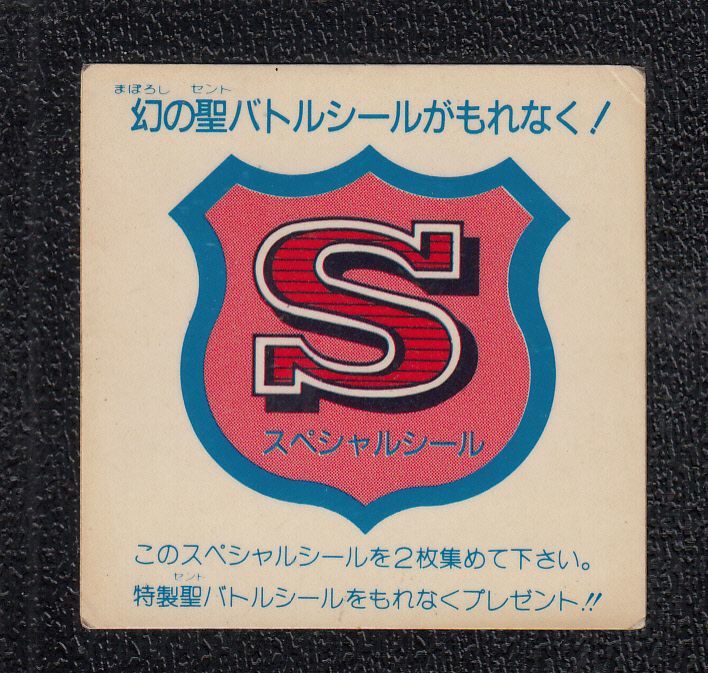 まぼろし セント
幻の聖バトルシールがもれなく!
S
スペシャルシール
このスペシャルシールを2枚集めて下さい。
セント
特製聖バトルシールをもれなくプレゼント!!